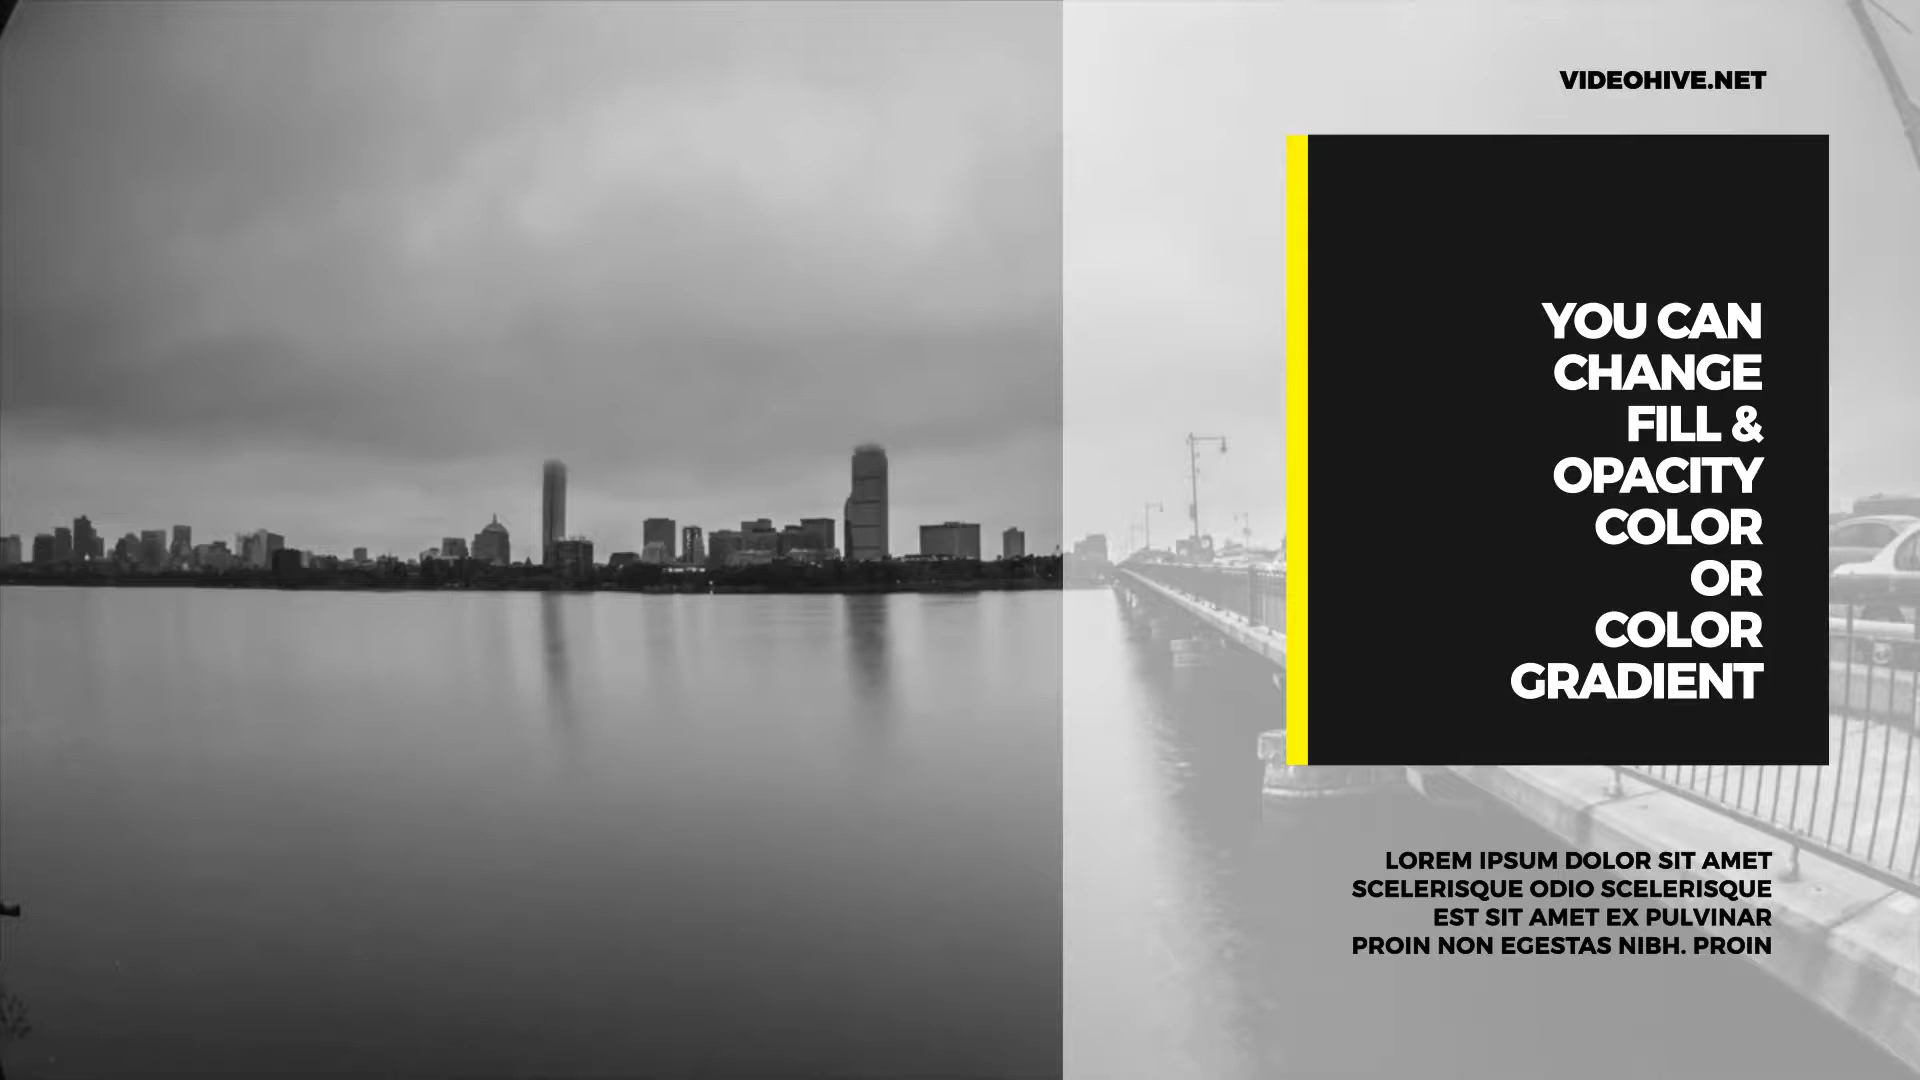 VIDEOHIVE.NET
YOU CAN
CHANGE
FILL &
OPACITY
COLOR
OR
COLOR
GRADIENT
LOREM IPSUM DOLOR SIT AMET
SCELERISQUE ODIO SCELERISQUE
EST SIT AMET EX PULVINAR
PROIN NON EGESTAS NIBH. PROIN